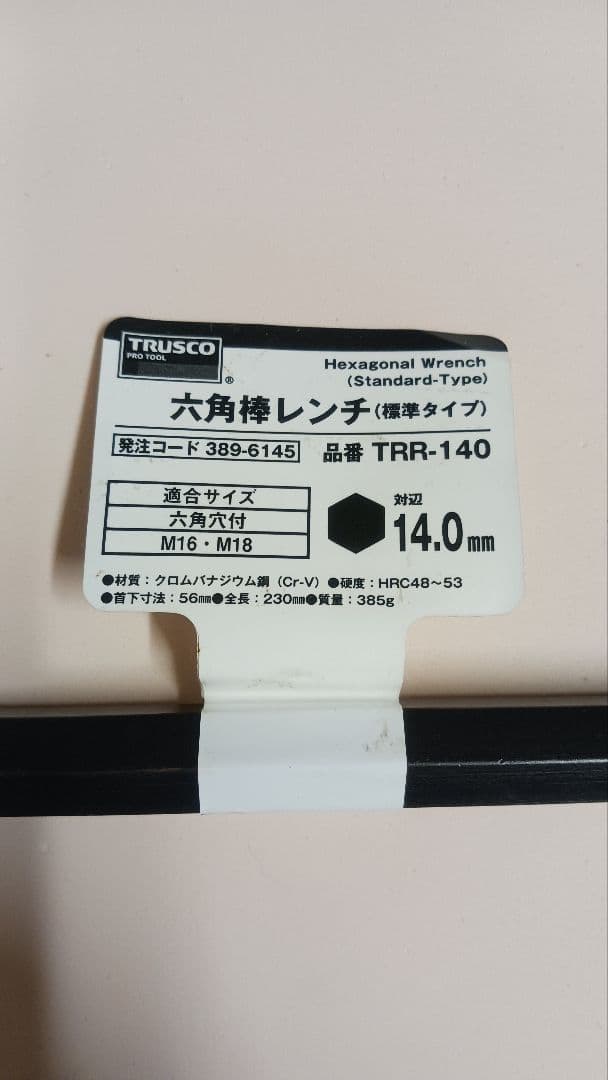 TRUSCO
PRO TOOL
®
Hexagonal Wrench
(Standard-Type)
六角棒レンチ(標準タイプ)
発注コード 389-6145 品番 TRR-140
適合サイズ
六角穴付
M16・M18
対辺
14.0mm
●材質：クロムバナジウム鋼（Cr-V）●硬度：HRC48〜53
●首下寸法：56㎜●全長：230㎜●質量：385g